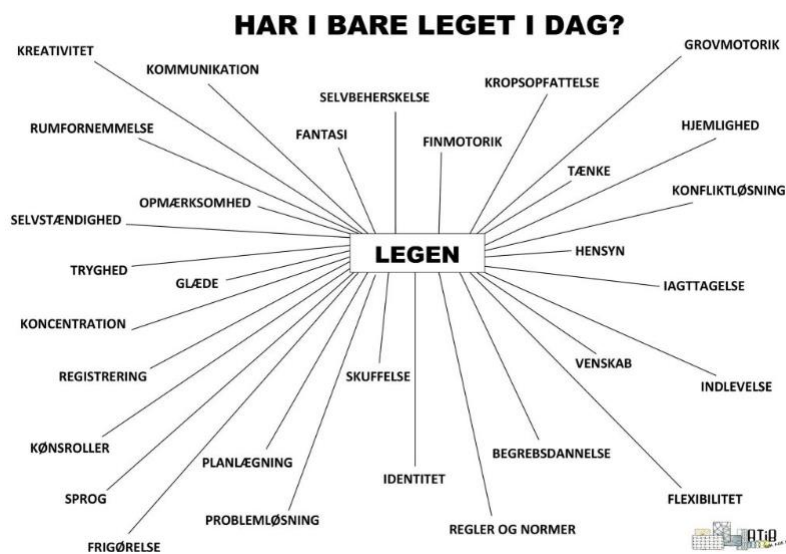 HAR I BARE LEGET I DAG?
KREATIVITET
KOMMUNIKATION
GROVMOTORIK
KROPSOPFATTELSE
SELVBEHERSKELSE
RUMFORNEMMELSE
FANTASI
FINMOTORIK
HJEMLIGHED
TÆNKE
OPMÆRKSOMHED
KONFLIKTLØSNING
SELVSTÆNDIGHED
LEGEN
HENSYN
TRYGHED
GLÆDE
IAGTTAGELSE
KONCENTRATION
VENSKAB
REGISTRERING
SKUFFELSE
INDLEVELSE
KØNSROLLER
PLANLÆGNING
BEGREBSDANNELSE
IDENTITET
SPROG
FLEXIBILITET
PROBLEMLØSNING
REGLER OG NORMER
FRIGØRELSE